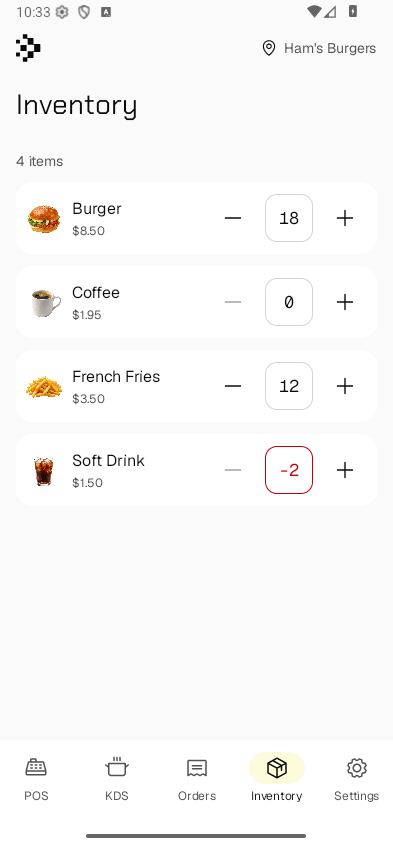 10:33
Ham's Burgers
Inventory
4 items
Burger
$8.50
18
Coffee
$1.95
0
French Fries
$3.50
12
Soft Drink
$1.50
-2
POS
KDS
Orders
Inventory
Settings